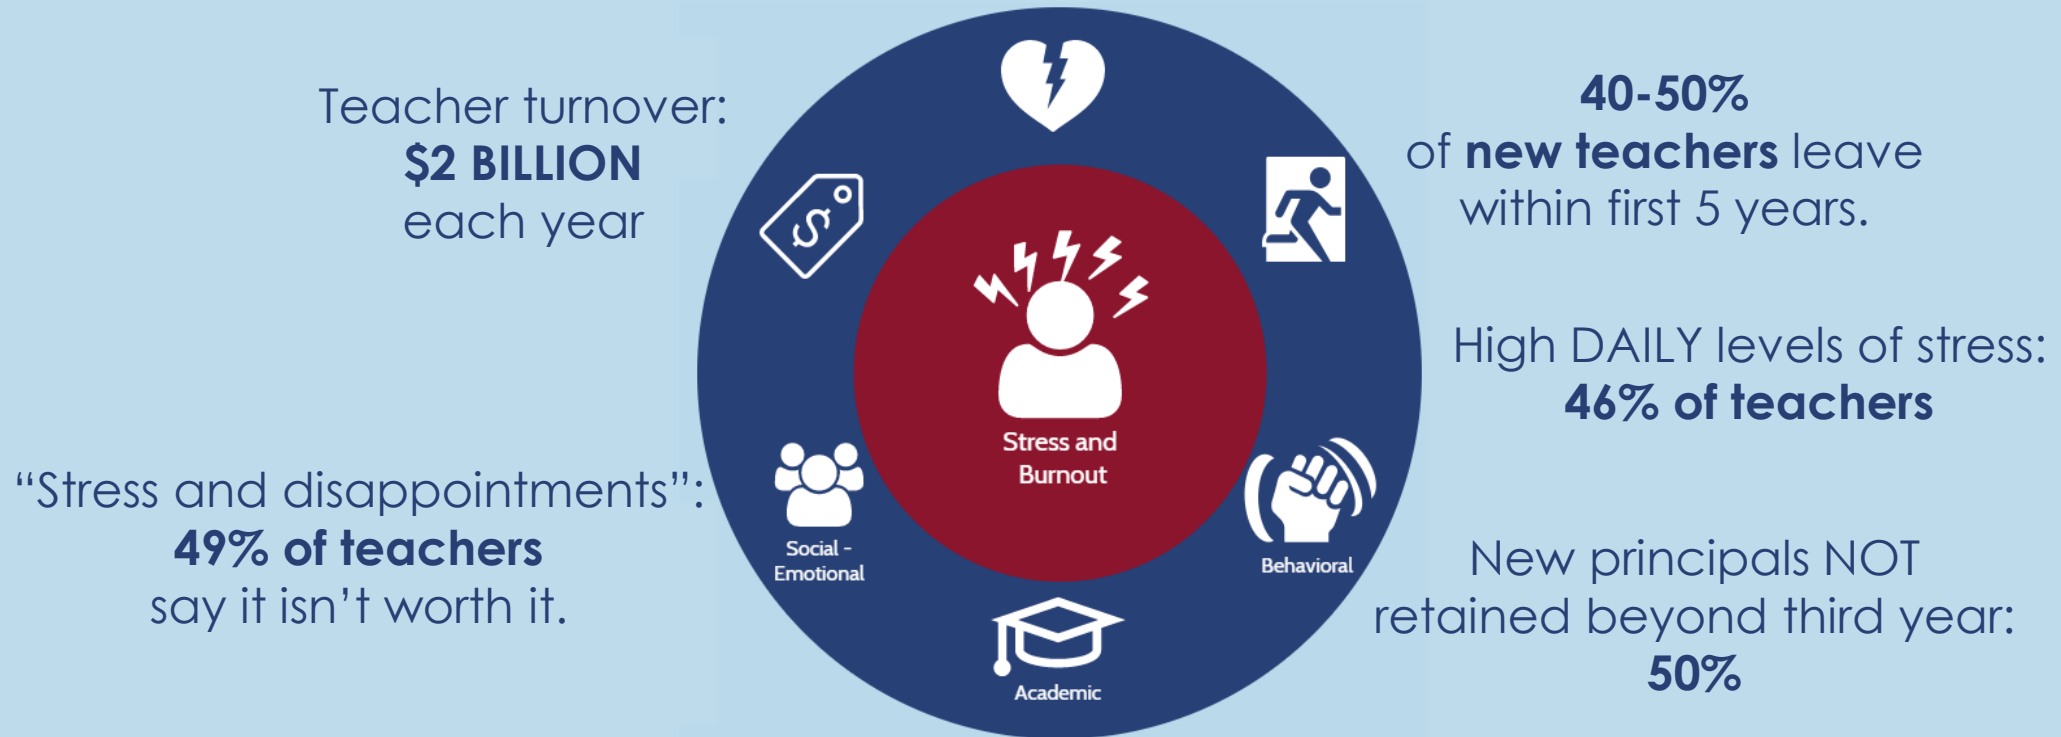 Teacher turnover:
$2 BILLION
each year
“Stress and disappointments”:
49% of teachers
say it isn’t worth it.
$
Stress and
Burnout
Social -
Emotional
Behavioral
Academic
40-50%
of new teachers leave
within first 5 years.
High DAILY levels of stress:
46% of teachers
New principals NOT
retained beyond third year:
50%